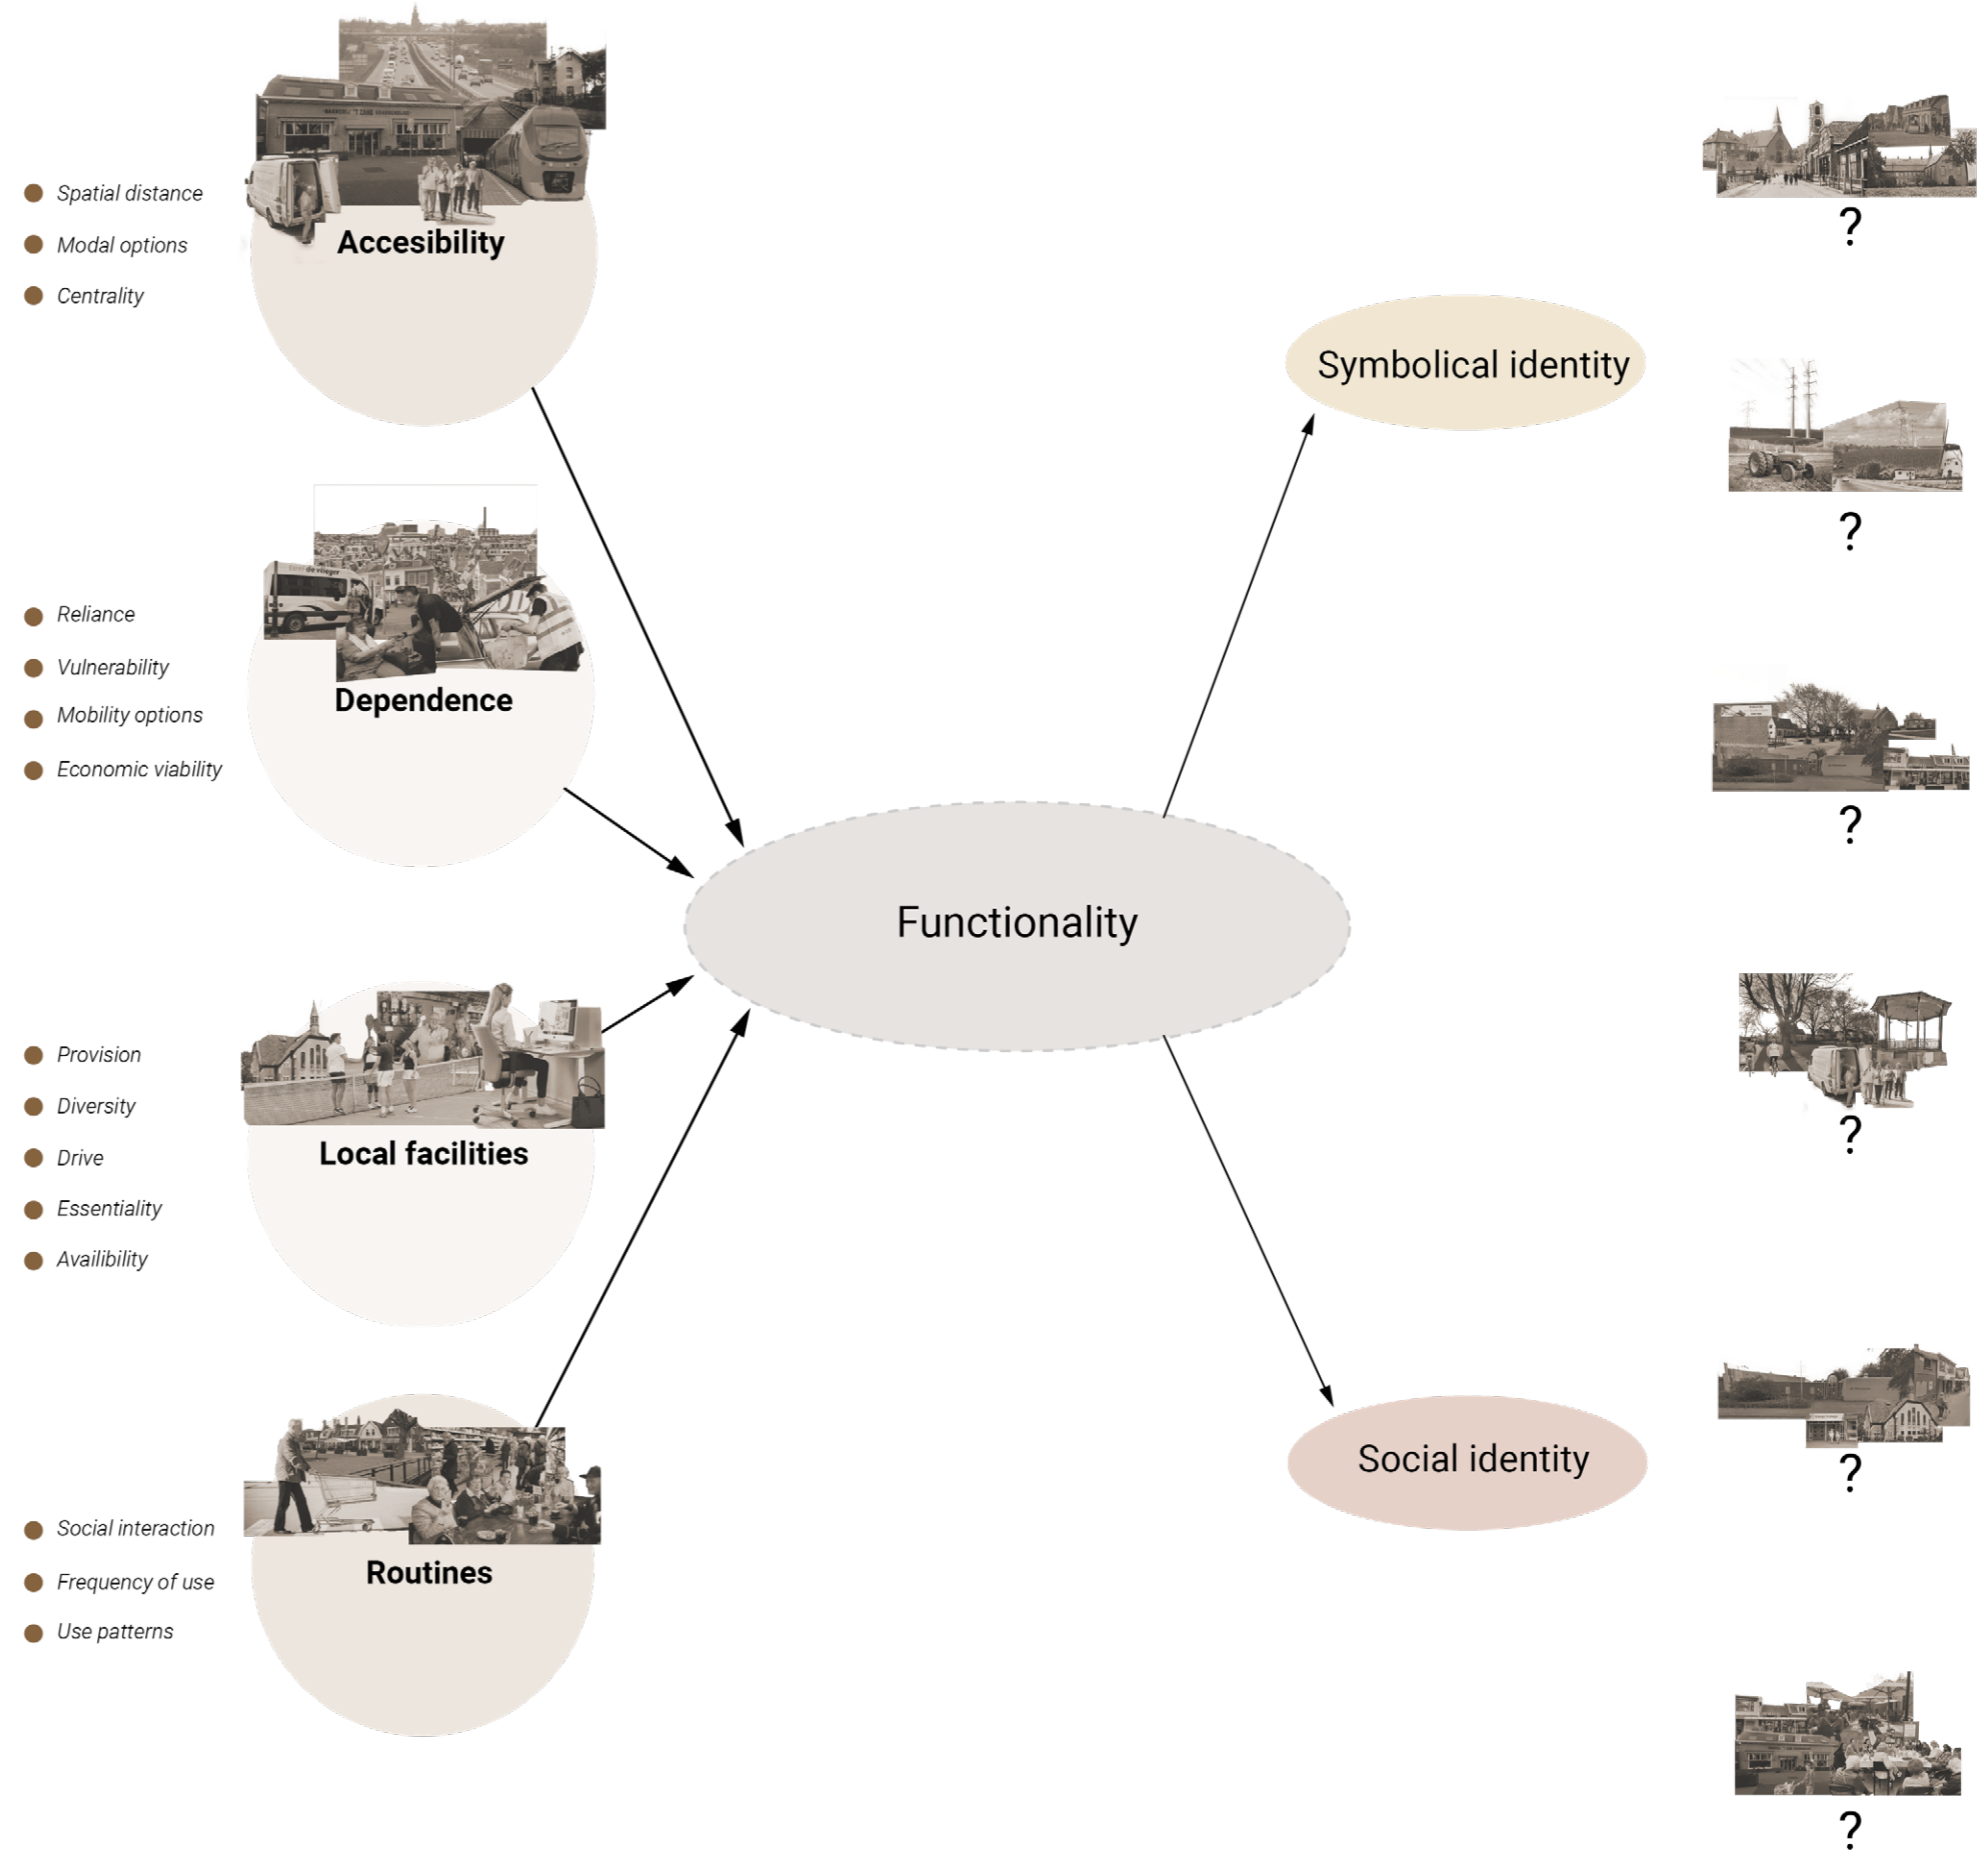 Spatial distance
Modal options
Centrality
Accesibility
Reliance
Vulnerability
Mobility options
Economic viability
Dependence
Provision
Diversity
Drive
Essentiality
Availibility
Local facilities
Social interaction
Frequency of use
Use patterns
Routines
Functionality
Symbolical identity
Social identity
?
?
?
?
?
?